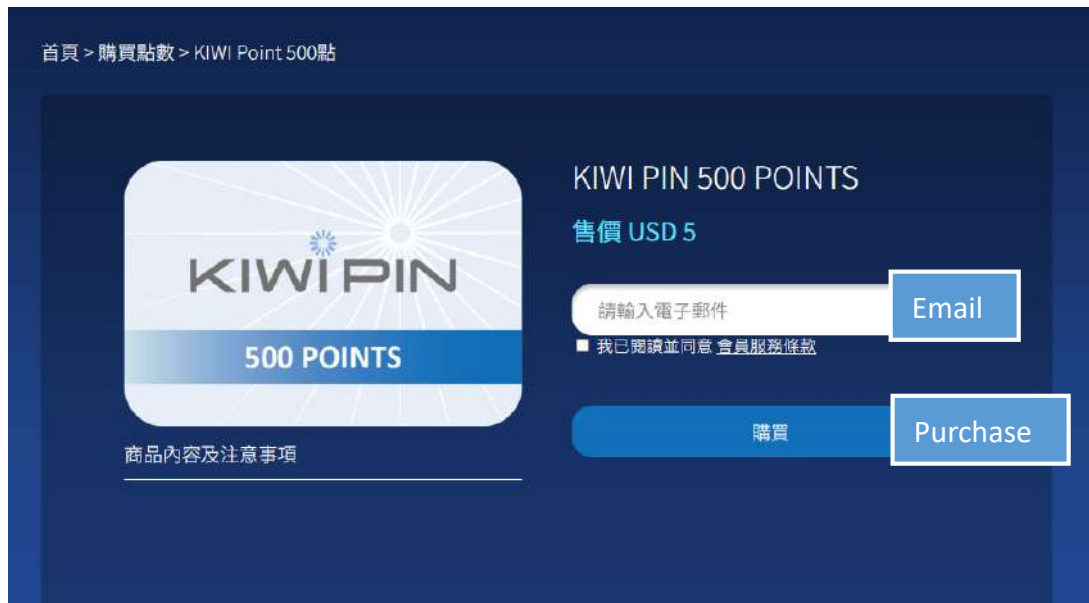 首頁 > 購買點數 > KIWI Point 500點
KIWI PIN
500 POINTS
商品內容及注意事項
KIWI PIN 500 POINTS
售價 USD 5
請輸入電子郵件
Email
我已閱讀並同意 會員服務條款
購買
Purchase